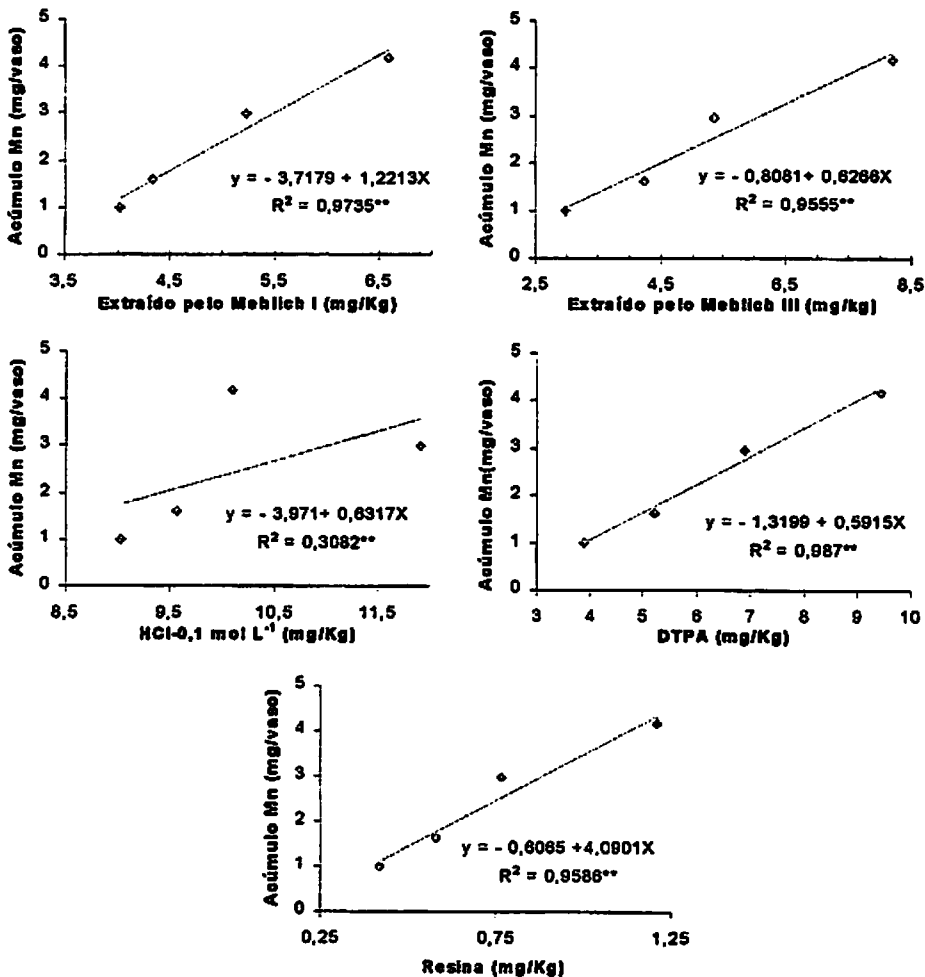 Acúmulo Mn (mg/vaso)
5
4
3
2
1
0
y = - 3,7179 + 1,2213X
R² = 0,9735**
3,5 4,5 5,5 6,5
Extraído pelo Mehlich I (mg/Kg)
Acúmulo Mn (mg/vaso)
5
4
3
2
1
0
y = - 0,8081+ 0,6266X
R² = 0,9555**
2,5 4,5 6,5 8,5
Extraído pelo Mehlich III (mg/kg)
Acúmulo Mn (mg/vaso)
5
4
3
2
1
0
y = - 3,971+ 0,6317X
R² = 0,3082**
8,5 9,5 10,5 11,5
HCl-0,1 mol L⁻¹ (mg/Kg)
Acúmulo Mn(mg/vaso)
5
4
3
2
1
0
y = - 1,3199 + 0,5915X
R² = 0,987**
3 4 5 6 7 8 9 10
DTPA (mg/Kg)
Acúmulo Mn (mg/vaso)
5
4
3
2
1
0
y = - 0,6065 +4,0901X
R² = 0,9586**
0,25 0,75 1,25
Resina (mg/Kg)